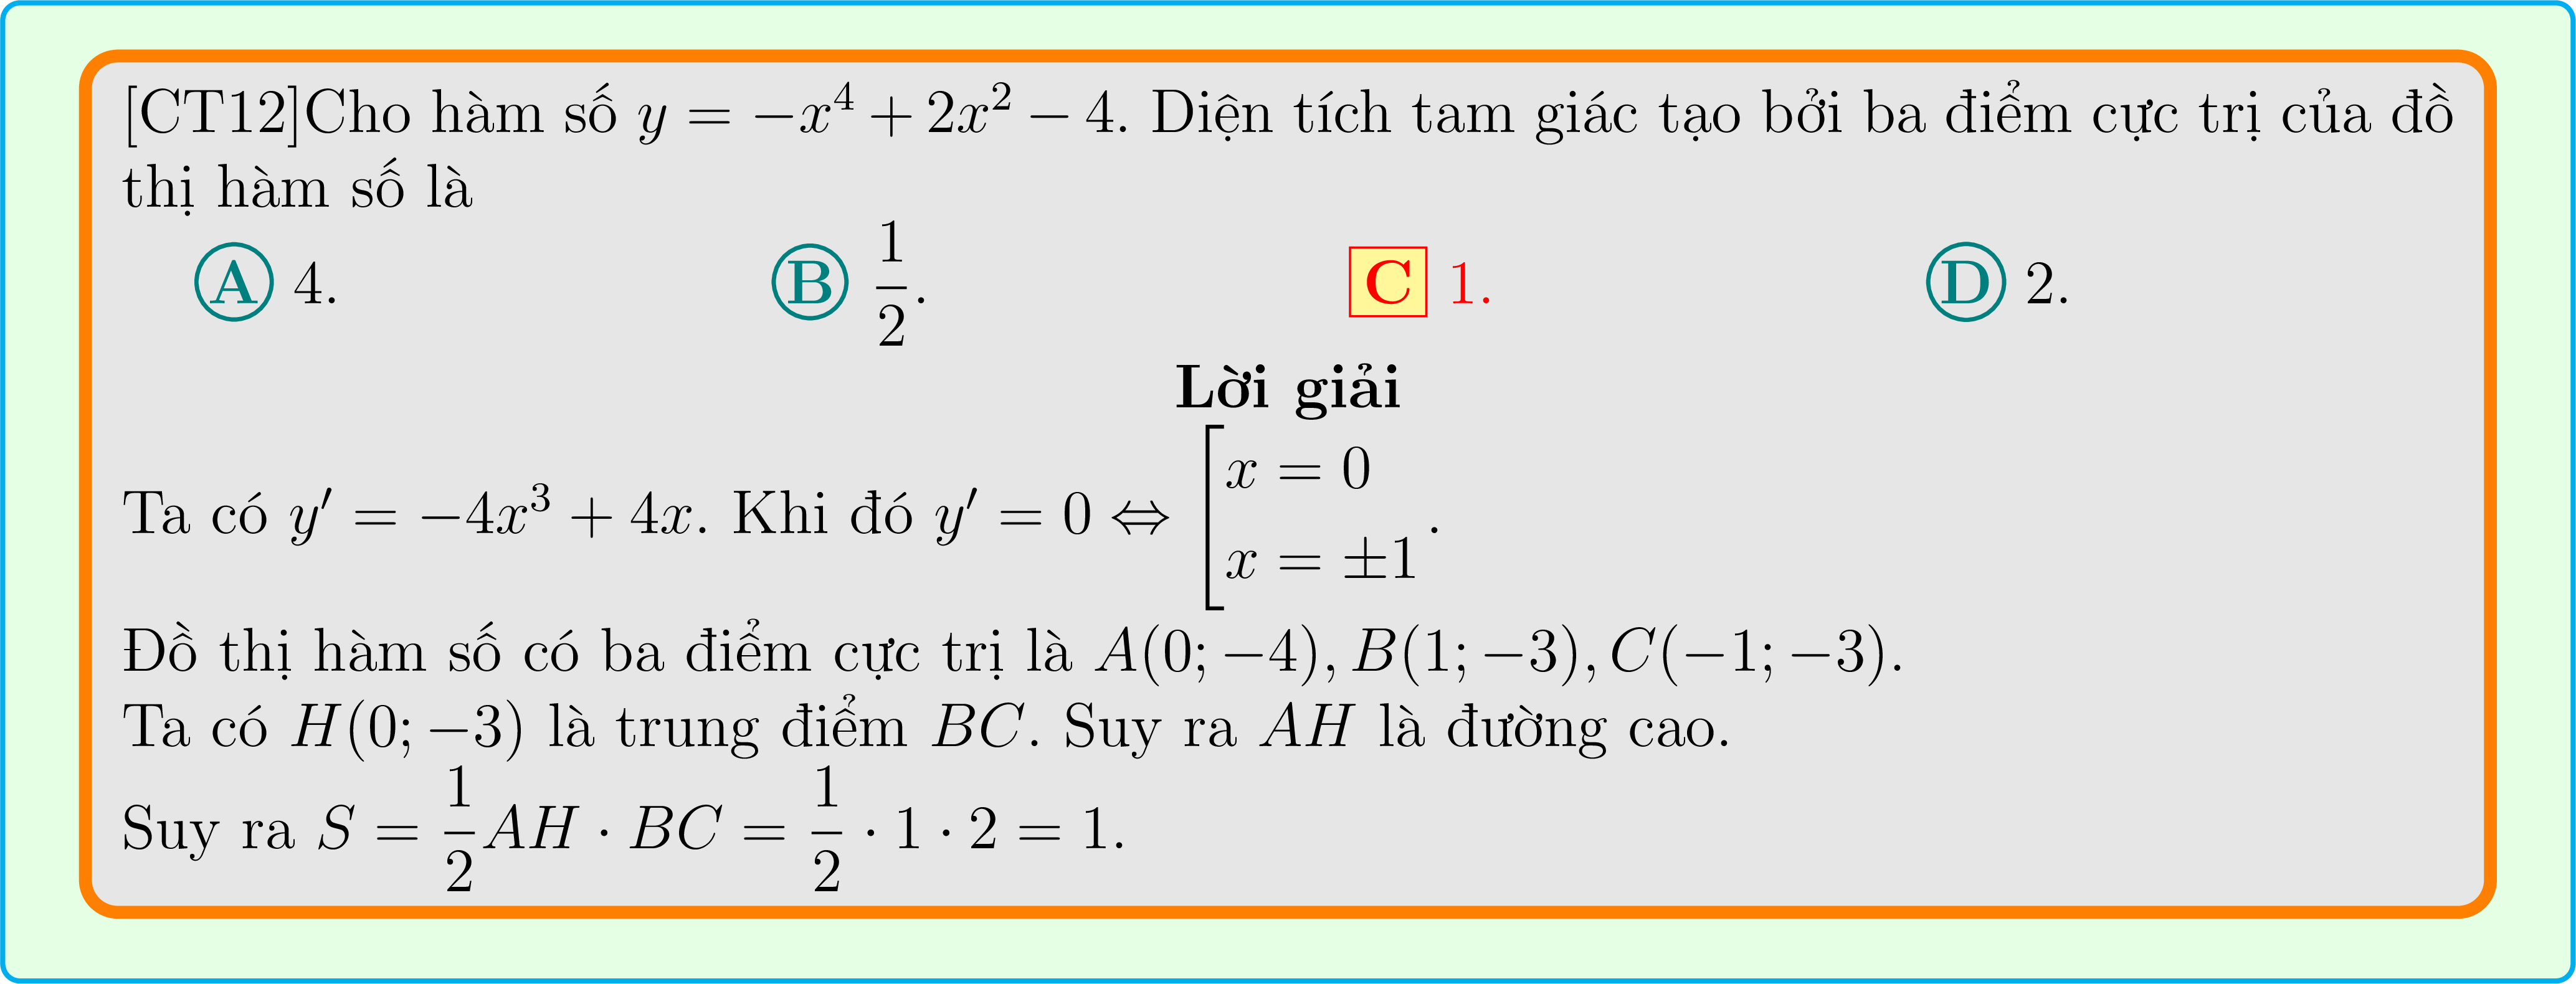 [CT12]Cho hàm số $y = -x^4 + 2x^2 - 4$. Diện tích tam giác tạo bởi ba điểm cực trị của đồ
thị hàm số là
A 4. B $\dfrac{1}{2}$. C 1. D 2.
Lời giải
Ta có $y' = -4x^3 + 4x$. Khi đó $y' = 0 \Leftrightarrow \left[\begin{array}{l} x = 0 \\ x = \pm 1 \end{array}\right.$.
Đồ thị hàm số có ba điểm cực trị là $A(0; -4), B(1; -3), C(-1; -3)$.
Ta có $H(0; -3)$ là trung điểm $BC$. Suy ra $AH$ là đường cao.
Suy ra $S = \dfrac{1}{2} AH \cdot BC = \dfrac{1}{2} \cdot 1 \cdot 2 = 1$.